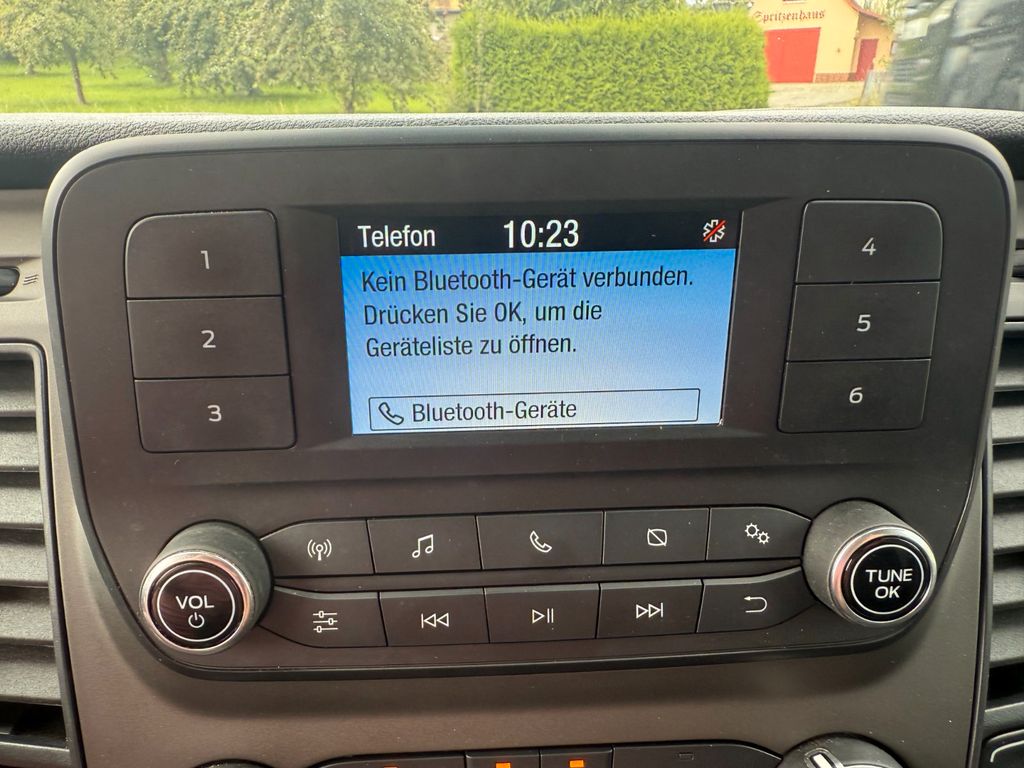 Spritzenhaus
Telefon 10:23
Kein Bluetooth-Gerät verbunden.
Drücken Sie OK, um die
Geräteliste zu öffnen.
Bluetooth-Geräte
1
2
3
4
5
6
VOL
TUNE
OK